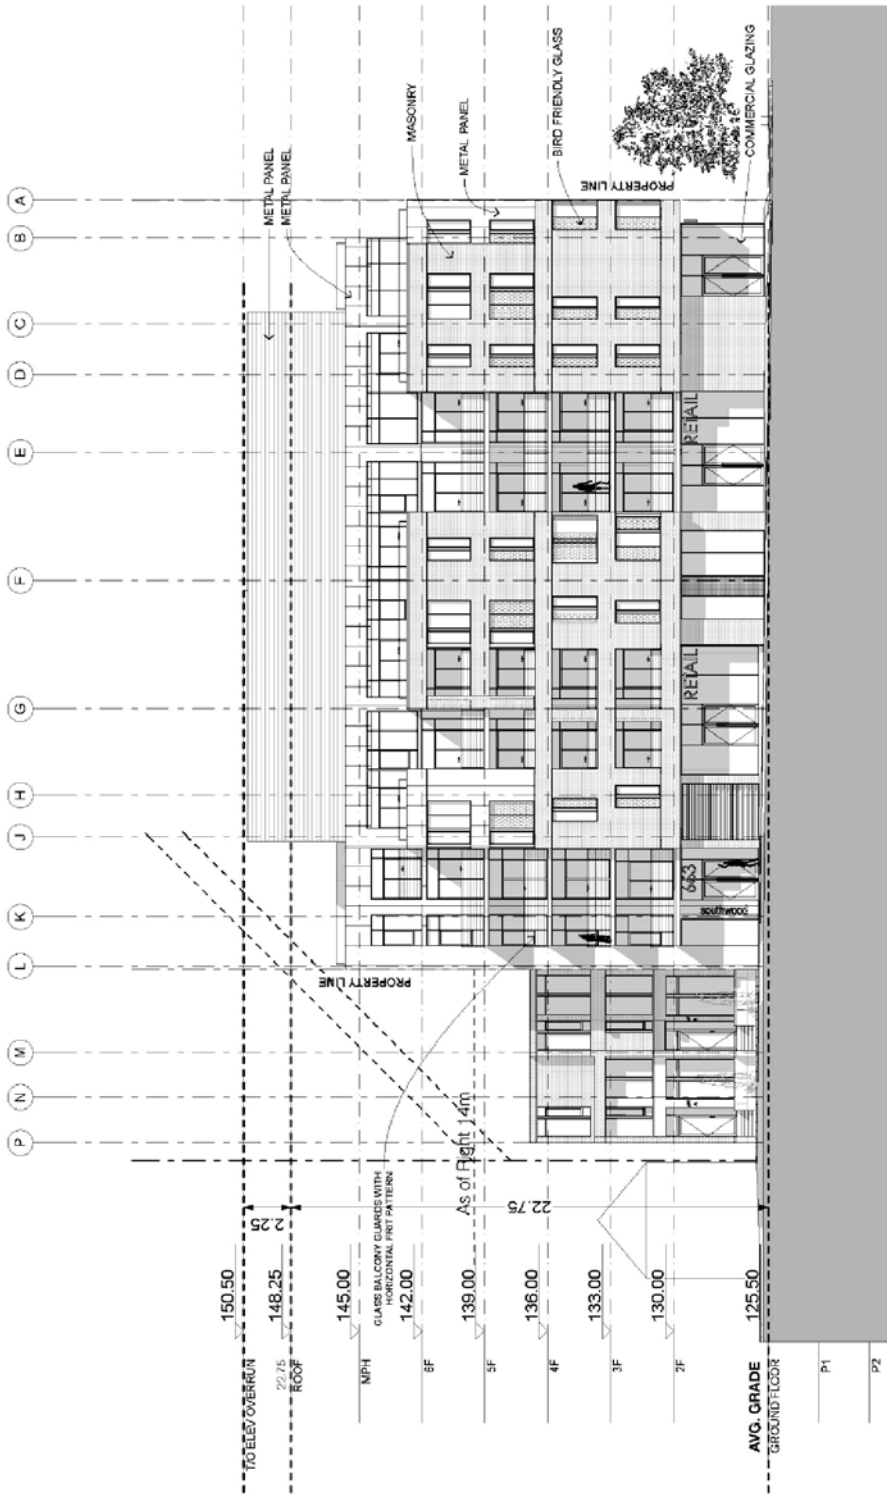 P
N
M
L
K
J
H
G
F
E
D
C
B
A
METAL PANEL
METAL PANEL
MASONRY
METAL PANEL
BIRD FRIENDLY GLASS
COMMERCIAL GLAZING
PROPERTY LINE
PROPERTY LINE
GLASS BALCONY GUARDS WITH
HORIZONTAL FRIT PATTERN
As of Right 14m
2.25
22.75
T/O ELEV OVERRUN
150.50
22.75
ROOF
148.25
MPH
145.00
6F
142.00
5F
139.00
4F
136.00
3F
133.00
2F
130.00
AVG. GRADE
125.50
GROUND FLOOR
P1
P2
663
southwood
RETAIL
RETAIL